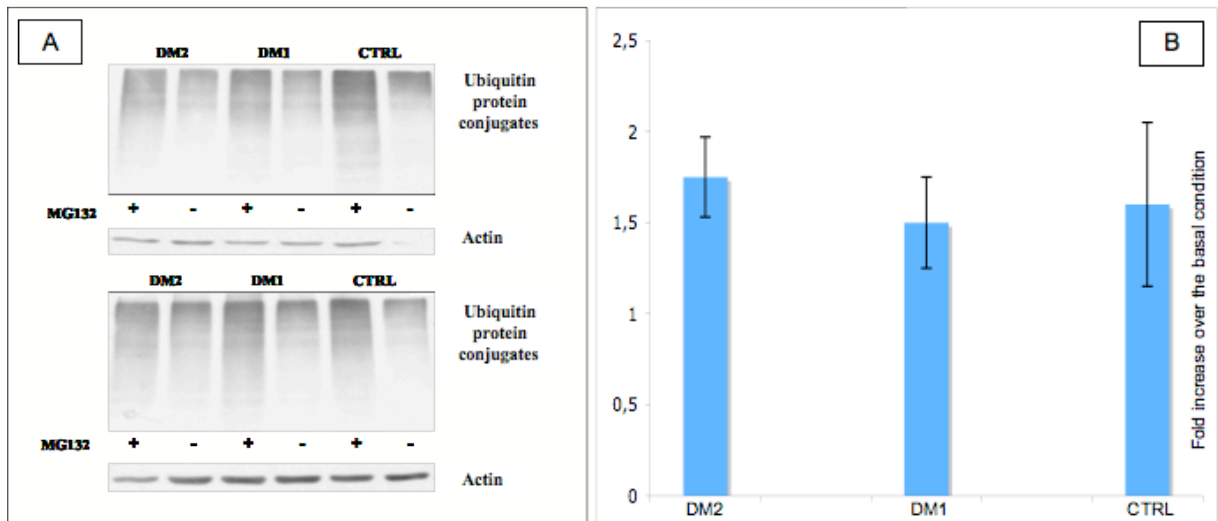 A
DM2 DM1 CTRL
Ubiquitin
protein
conjugates
MG132 + - + - + -
Actin
DM2 DM1 CTRL
Ubiquitin
protein
conjugates
MG132 + - + - + -
Actin
B
2,5
2
1,5
1
0,5
0
DM2 DM1 CTRL
Fold increase over the basal condition